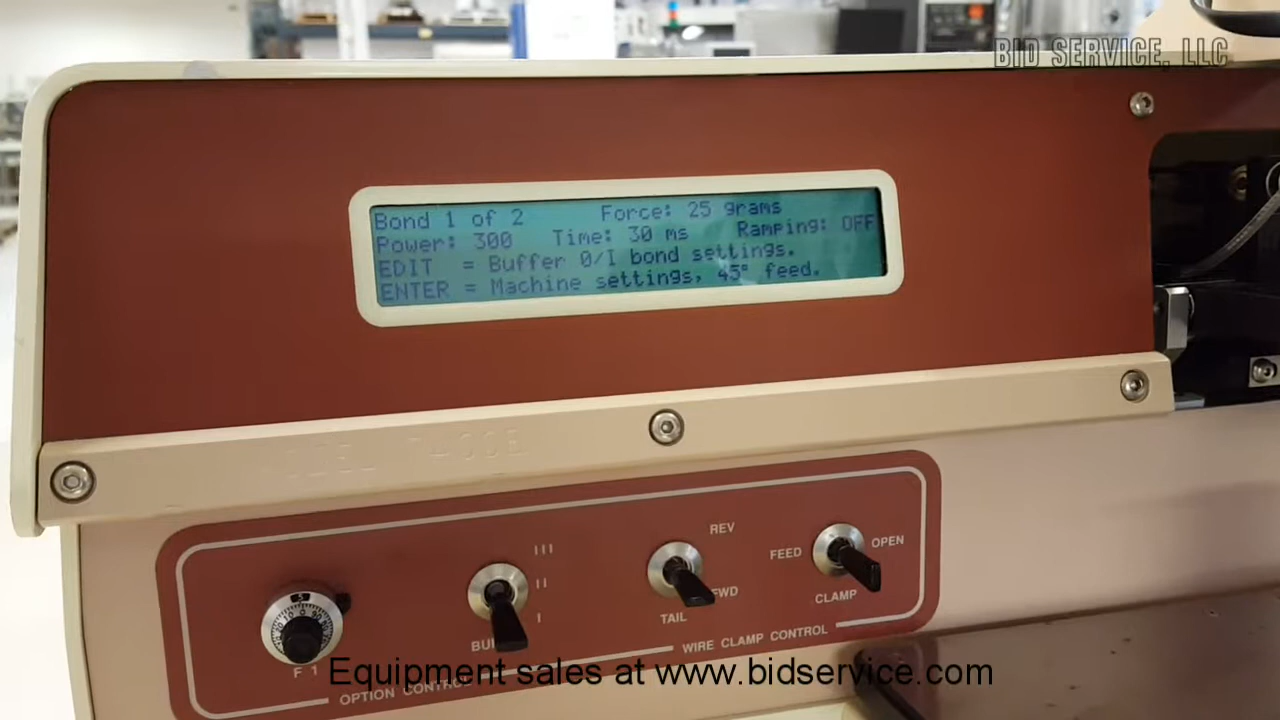 BID SERVICE, LLC
Bond 1 of 2 Force: 25 grams
Power: 300 Time: 30 ms Ramping: OFF
EDIT = Buffer 0/I bond settings.
ENTER = Machine settings, 45° feed.
REV
III
FEED OPEN
II
I
CLAMP
TAIL
WIRE CLAMP CONTROL
F 1
OPTION
Equipment sales at www.bidservice.com